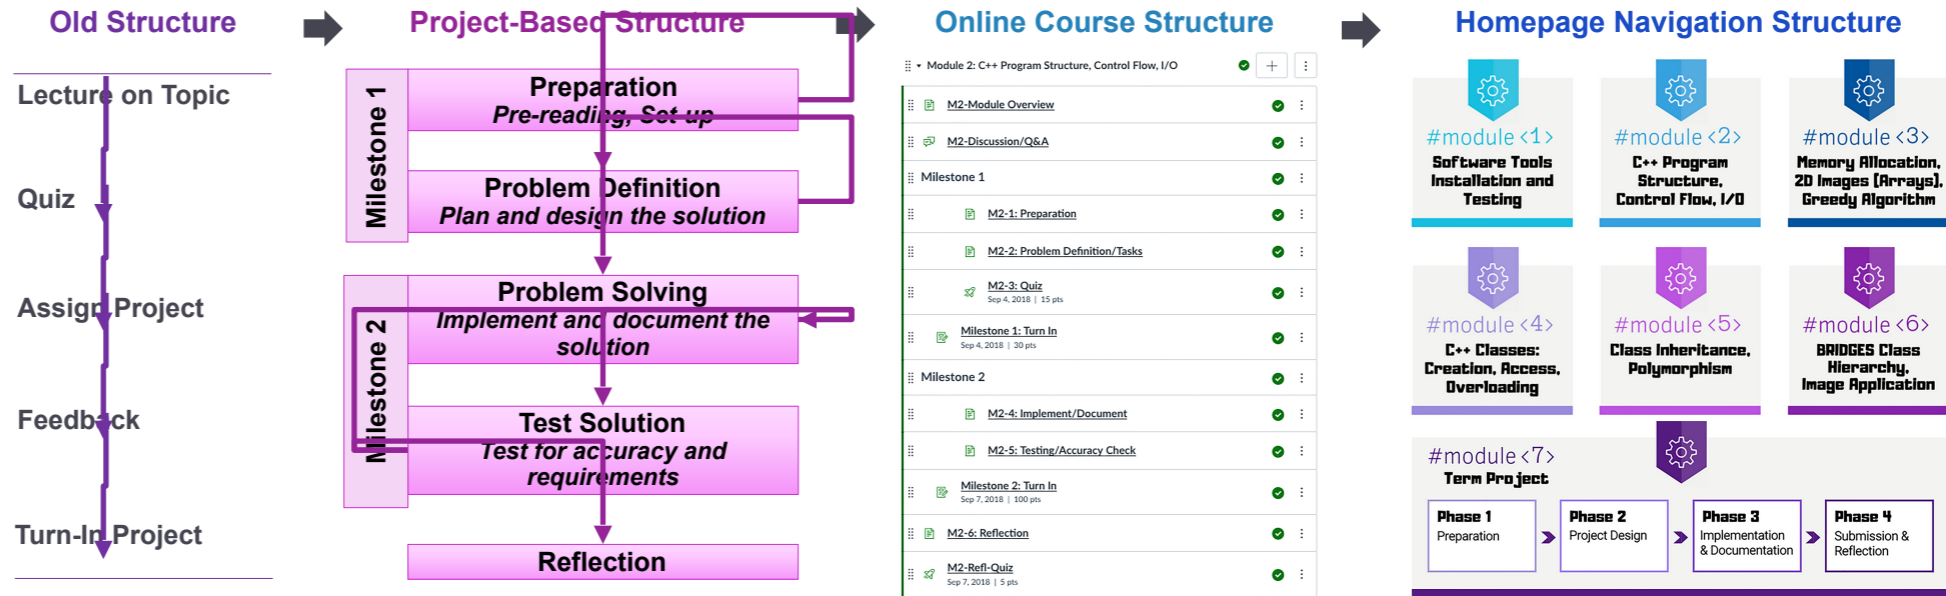 Old Structure
Lecture on Topic
Quiz
Assign Project
Feedback
Turn-In Project
Project-Based Structure
Milestone 1
Preparation
Pre-reading, Set-up
Problem Definition
Plan and design the solution
Milestone 2
Problem Solving
Implement and document the
solution
Test Solution
Test for accuracy and
requirements
Reflection
Online Course Structure
Module 2: C++ Program Structure, Control Flow, I/O
M2-Module Overview
M2-Discussion/Q&A
Milestone 1
M2-1: Preparation
M2-2: Problem Definition/Tasks
M2-3: Quiz
Sep 4, 2018 | 15 pts
Milestone 1: Turn In
Sep 4, 2018 | 30 pts
Milestone 2
M2-4: Implement/Document
M2-5: Testing/Accuracy Check
Milestone 2: Turn In
Sep 7, 2018 | 100 pts
M2-6: Reflection
M2-Refl-Quiz
Sep 7, 2018 | 5 pts
Homepage Navigation Structure
#module <1>
Software Tools
Installation and
Testing
#module <2>
C++ Program
Structure,
Control Flow, I/O
#module <3>
Memory Allocation,
2D Images (Arrays),
Greedy Algorithm
#module <4>
C++ Classes:
Creation, Access,
Overloading
#module <5>
Class Inheritance,
Polymorphism
#module <6>
BRIDGES Class
Hierarchy,
Image Application
#module <7>
Term Project
Phase 1
Preparation
Phase 2
Project Design
Phase 3
Implementation
& Documentation
Phase 4
Submission &
Reflection